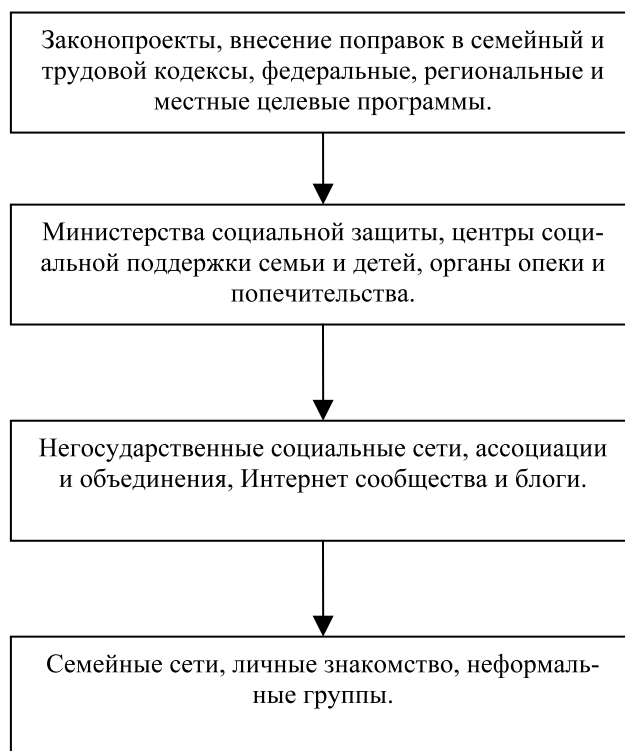 Законопроекты, внесение поправок в семейный и
трудовой кодексы, федеральные, региональные и
местные целевые программы.
Министерства социальной защиты, центры соци-
альной поддержки семьи и детей, органы опеки и
попечительства.
Негосударственные социальные сети, ассоциации
и объединения, Интернет сообщества и блоги.
Семейные сети, личные знакомство, неформаль-
ные группы.